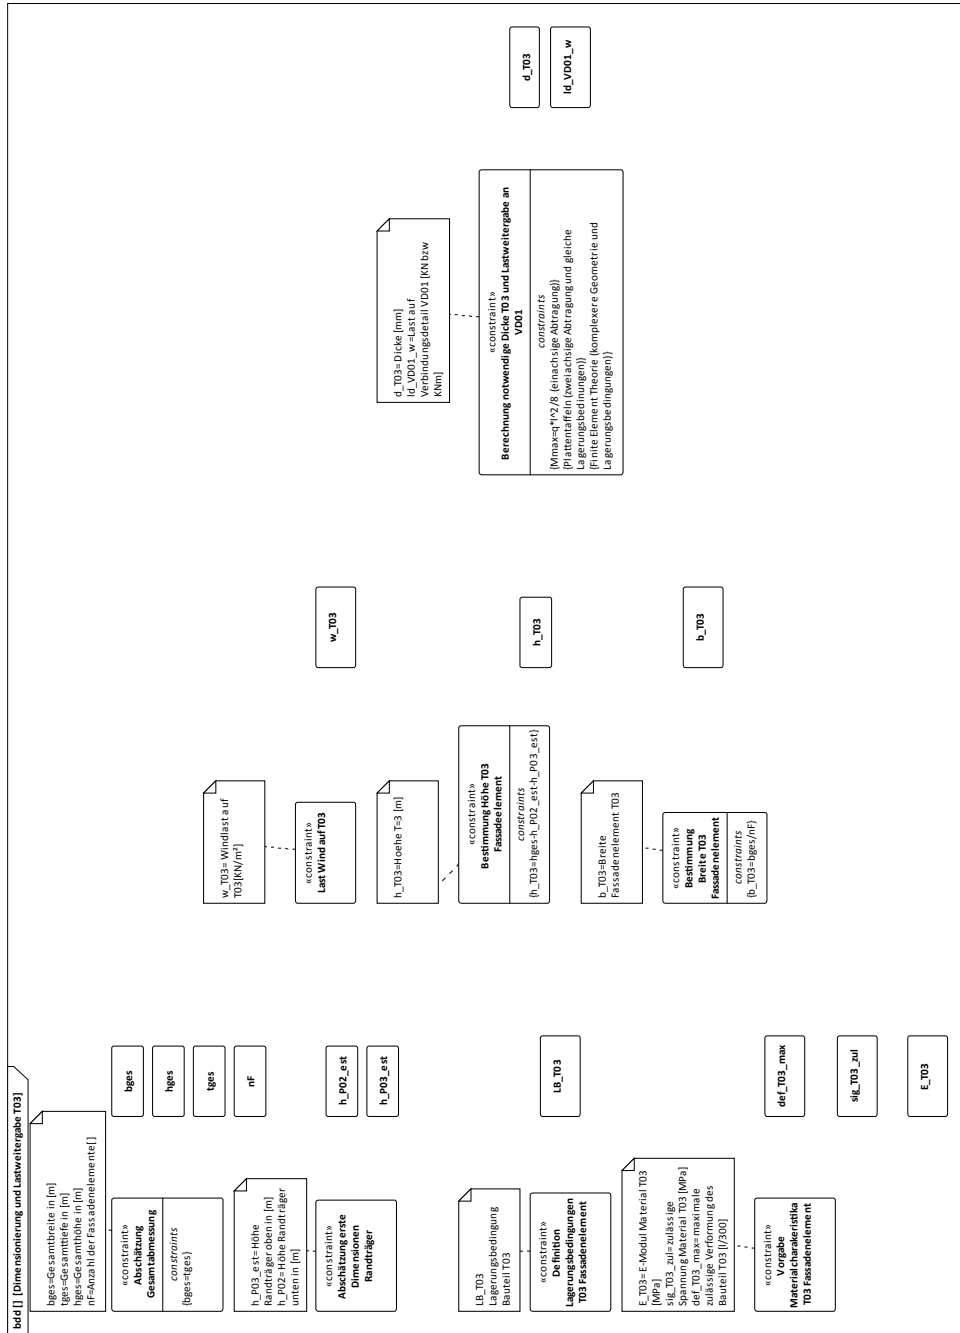 bdd [] [Dimensionierung und Lastweitergabe T03]
bges=Gesamtbreite in [m]
tges=Gesamttiefe in [m]
hges=Gesamthöhe in [m]
nF=Anzahl der Fassadenelemente[]
«constraint»
Abschätzung
Gesamtabmessung
constraints
{bges=tges}
bges
hges
tges
nF
h_P03_est=Höhe
Randträger oben in [m]
h_P02=Höhe Randträger
unten in [m]
«constraint»
Abschätzung erste
Dimensionen
Randträger
h_P02_est
h_P03_est
LB_T03
Lagerungsbedingung
Bauteil T03
«constraint»
Definition
Lagerungsbedingungen
T03 Fassadenelement
LB_T03
E_T03=E-Modul Material T03
[MPa]
sig_T03_zul=zulässige
Spannung Material T03 [MPa]
def_T03_max=maximale
zulässige Verformung des
Bauteil T03 [l/300]
«constraint»
Vorgabe
Materialcharakeristika
T03 Fassadenelement
def_T03_max
sig_T03_zul
E_T03
w_T03= Windlast auf
T03[KN/m²]
«constraint»
Last Wind auf T03
w_T03
h_T03=Hoehe T=3 [m]
«constraint»
Bestimmung Höhe T03
Fassadeelement
constraints
{h_T03=hges-h_P02_est-h_P03_est}
h_T03
b_T03=Breite
Fassadenelement T03
«constraint»
Bestimmung
Breite T03
Fassadenelement
constraints
{b_T03=bges/nF}
b_T03
d_T03=Dicke [mm]
ld_VD01_w=Last auf
Verbindungsdetail VD01 [KN bzw
KNm]
«constraint»
Berechnung notwendige Dicke T03 und Lastweitergabe an
VD01
constraints
{Mmax=q*l^2/8 (einachsige Abtragung)}
{Plattentaffeln (zweiachsige Abtragung und gleiche
Lagerungsbedinungen)}
{Finite Element Theorie (komplexere Geometrie und
Lagerungsbedingungen)}
d_T03
ld_VD01_w